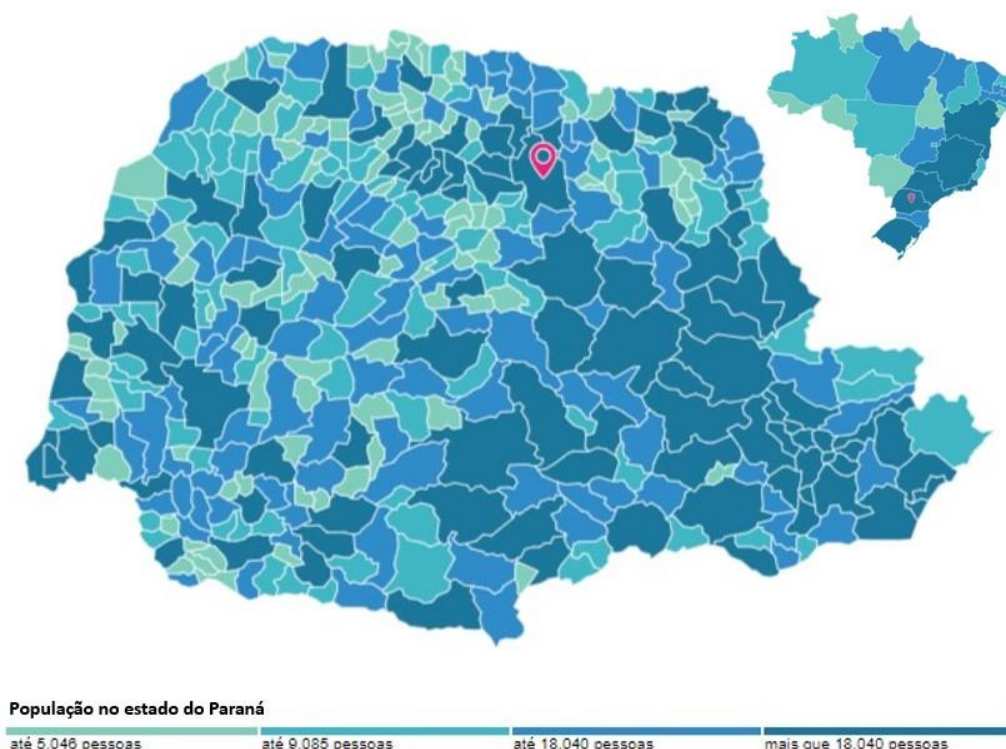 População no estado do Paraná
até 5.046 pessoas
até 9.085 pessoas
até 18.040 pessoas
mais que 18.040 pessoas